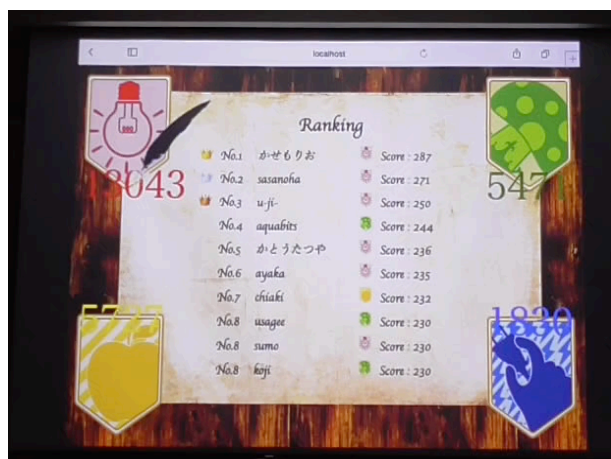 localhost
Ranking
No.1 かせもりお Score : 287
No.2 sasanoha Score : 271
No.3 u-ji- Score : 250
No.4 aquabits Score : 244
No.5 かとうたつや Score : 236
No.6 ayaka Score : 235
No.7 chiaki Score : 232
No.8 usagee Score : 230
No.8 sumo Score : 230
No.8 koji Score : 230
1830